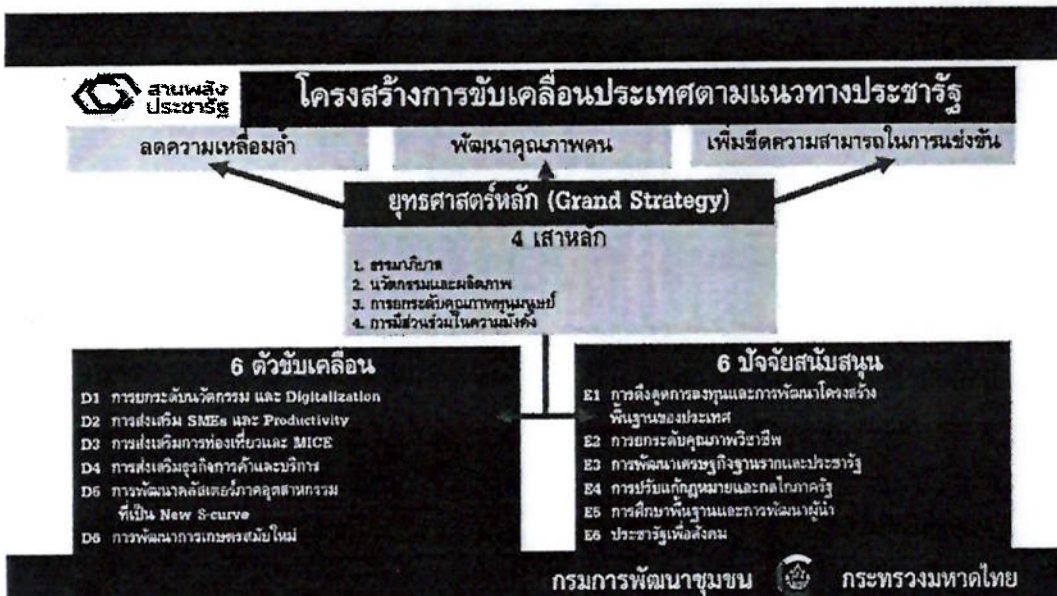 สานพลัง
ประชารัฐ
โครงสร้างการขับเคลื่อนประเทศตามแนวทางประชารัฐ
ลดความเหลื่อมล้ำ
พัฒนาคุณภาพคน
เพิ่มขีดความสามารถในการแข่งขัน
ยุทธศาสตร์หลัก (Grand Strategy)
4 เสาหลัก
1. ธรรมาภิบาล
2. นวัตกรรมและผลิตภาพ
3. การยกระดับคุณภาพทุนมนุษย์
4. การมีส่วนร่วมในความมั่งคั่ง
6 ตัวขับเคลื่อน
D1 การยกระดับนวัตกรรม และ Digitalization
D2 การส่งเสริม SMEs และ Productivity
D3 การส่งเสริมการท่องเที่ยวและ MICE
D4 การส่งเสริมธุรกิจการค้าและบริการ
D5 การพัฒนาคลัสเตอร์ภาคอุตสาหกรรม
ที่เป็น New S-curve
D6 การพัฒนาการเกษตรสมัยใหม่
6 ปัจจัยสนับสนุน
E1 การดึงดูดการลงทุนและการพัฒนาโครงสร้าง
พื้นฐานของประเทศ
E2 การยกระดับคุณภาพวิชาชีพ
E3 การพัฒนาเศรษฐกิจฐานรากและประชารัฐ
E4 การปรับแก้กฎหมายและกลไกภาครัฐ
E5 การศึกษาพื้นฐานและการพัฒนาผู้นำ
E6 ประชารัฐเพื่อสังคม
กรมการพัฒนาชุมชน กระทรวงมหาดไทย